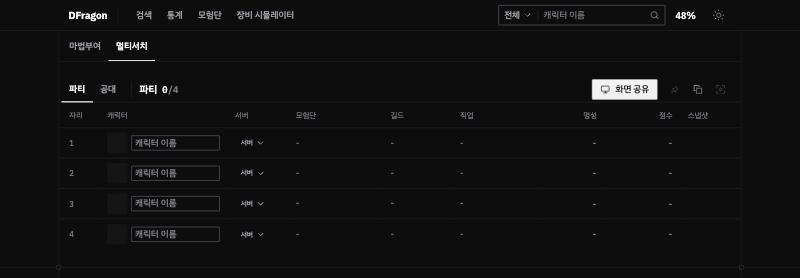 DFragon 검색 통계 모험단 장비 시뮬레이터 전체 캐릭터 이름 48%
마법부여 멀티서치
파티 공대 파티 0/4 화면 공유
자리 캐릭터 서버 모험단 길드 직업 명성 점수 스냅샷
1 캐릭터 이름 서버 - - - - -
2 캐릭터 이름 서버 - - - - -
3 캐릭터 이름 서버 - - - - -
4 캐릭터 이름 서버 - - - - -